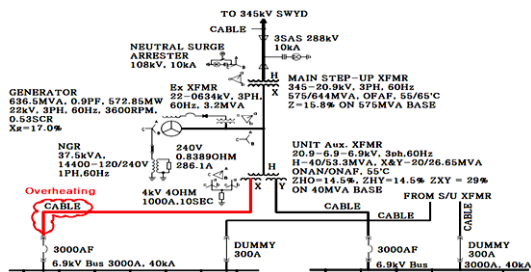 TO 345kV SWYD
CABLE
3SAS 288kV
10kA
NEUTRAL SURGE
ARRESTER
108kV, 10kA
H
X
MAIN STEP-UP XFMR
345-20.9kV, 3PH, 60Hz
575/644MVA, OFAF, 55/65℃
Z=15.8% ON 575MVA BASE
GENERATOR
636.5MVA, 0.9PF, 572.85MW
22kV, 3PH, 60Hz, 3600RPM,
0.53SCR
Xg=17.0%
Ex XFMR
22-0634kV, 3PH,
60Hz, 3.2MVA
NGR
37.5kVA,
14400-120/240V
1PH,60Hz
240V
0.8389OHM
286.1A
4kV 4OHM
1000A,10SEC
H
X
Y
UNIT Aux. XFMR
20.9-6.9-6.9kV, 3ph,60Hz
H-40/53.3MVA, X&Y-20/26.65MVA
ONAN/ONAF, 55℃
ZHO=14.5%, ZHY=14.5% ZXY = 29%
ON 40MVA BASE
Overheating
CABLE
CABLE
FROM S/U XFMR
CABLE
3000AF
DUMMY
300A
3000AF
DUMMY
300A
6.9kV Bus 3000A, 40kA
6.9kV Bus 3000A, 40kA